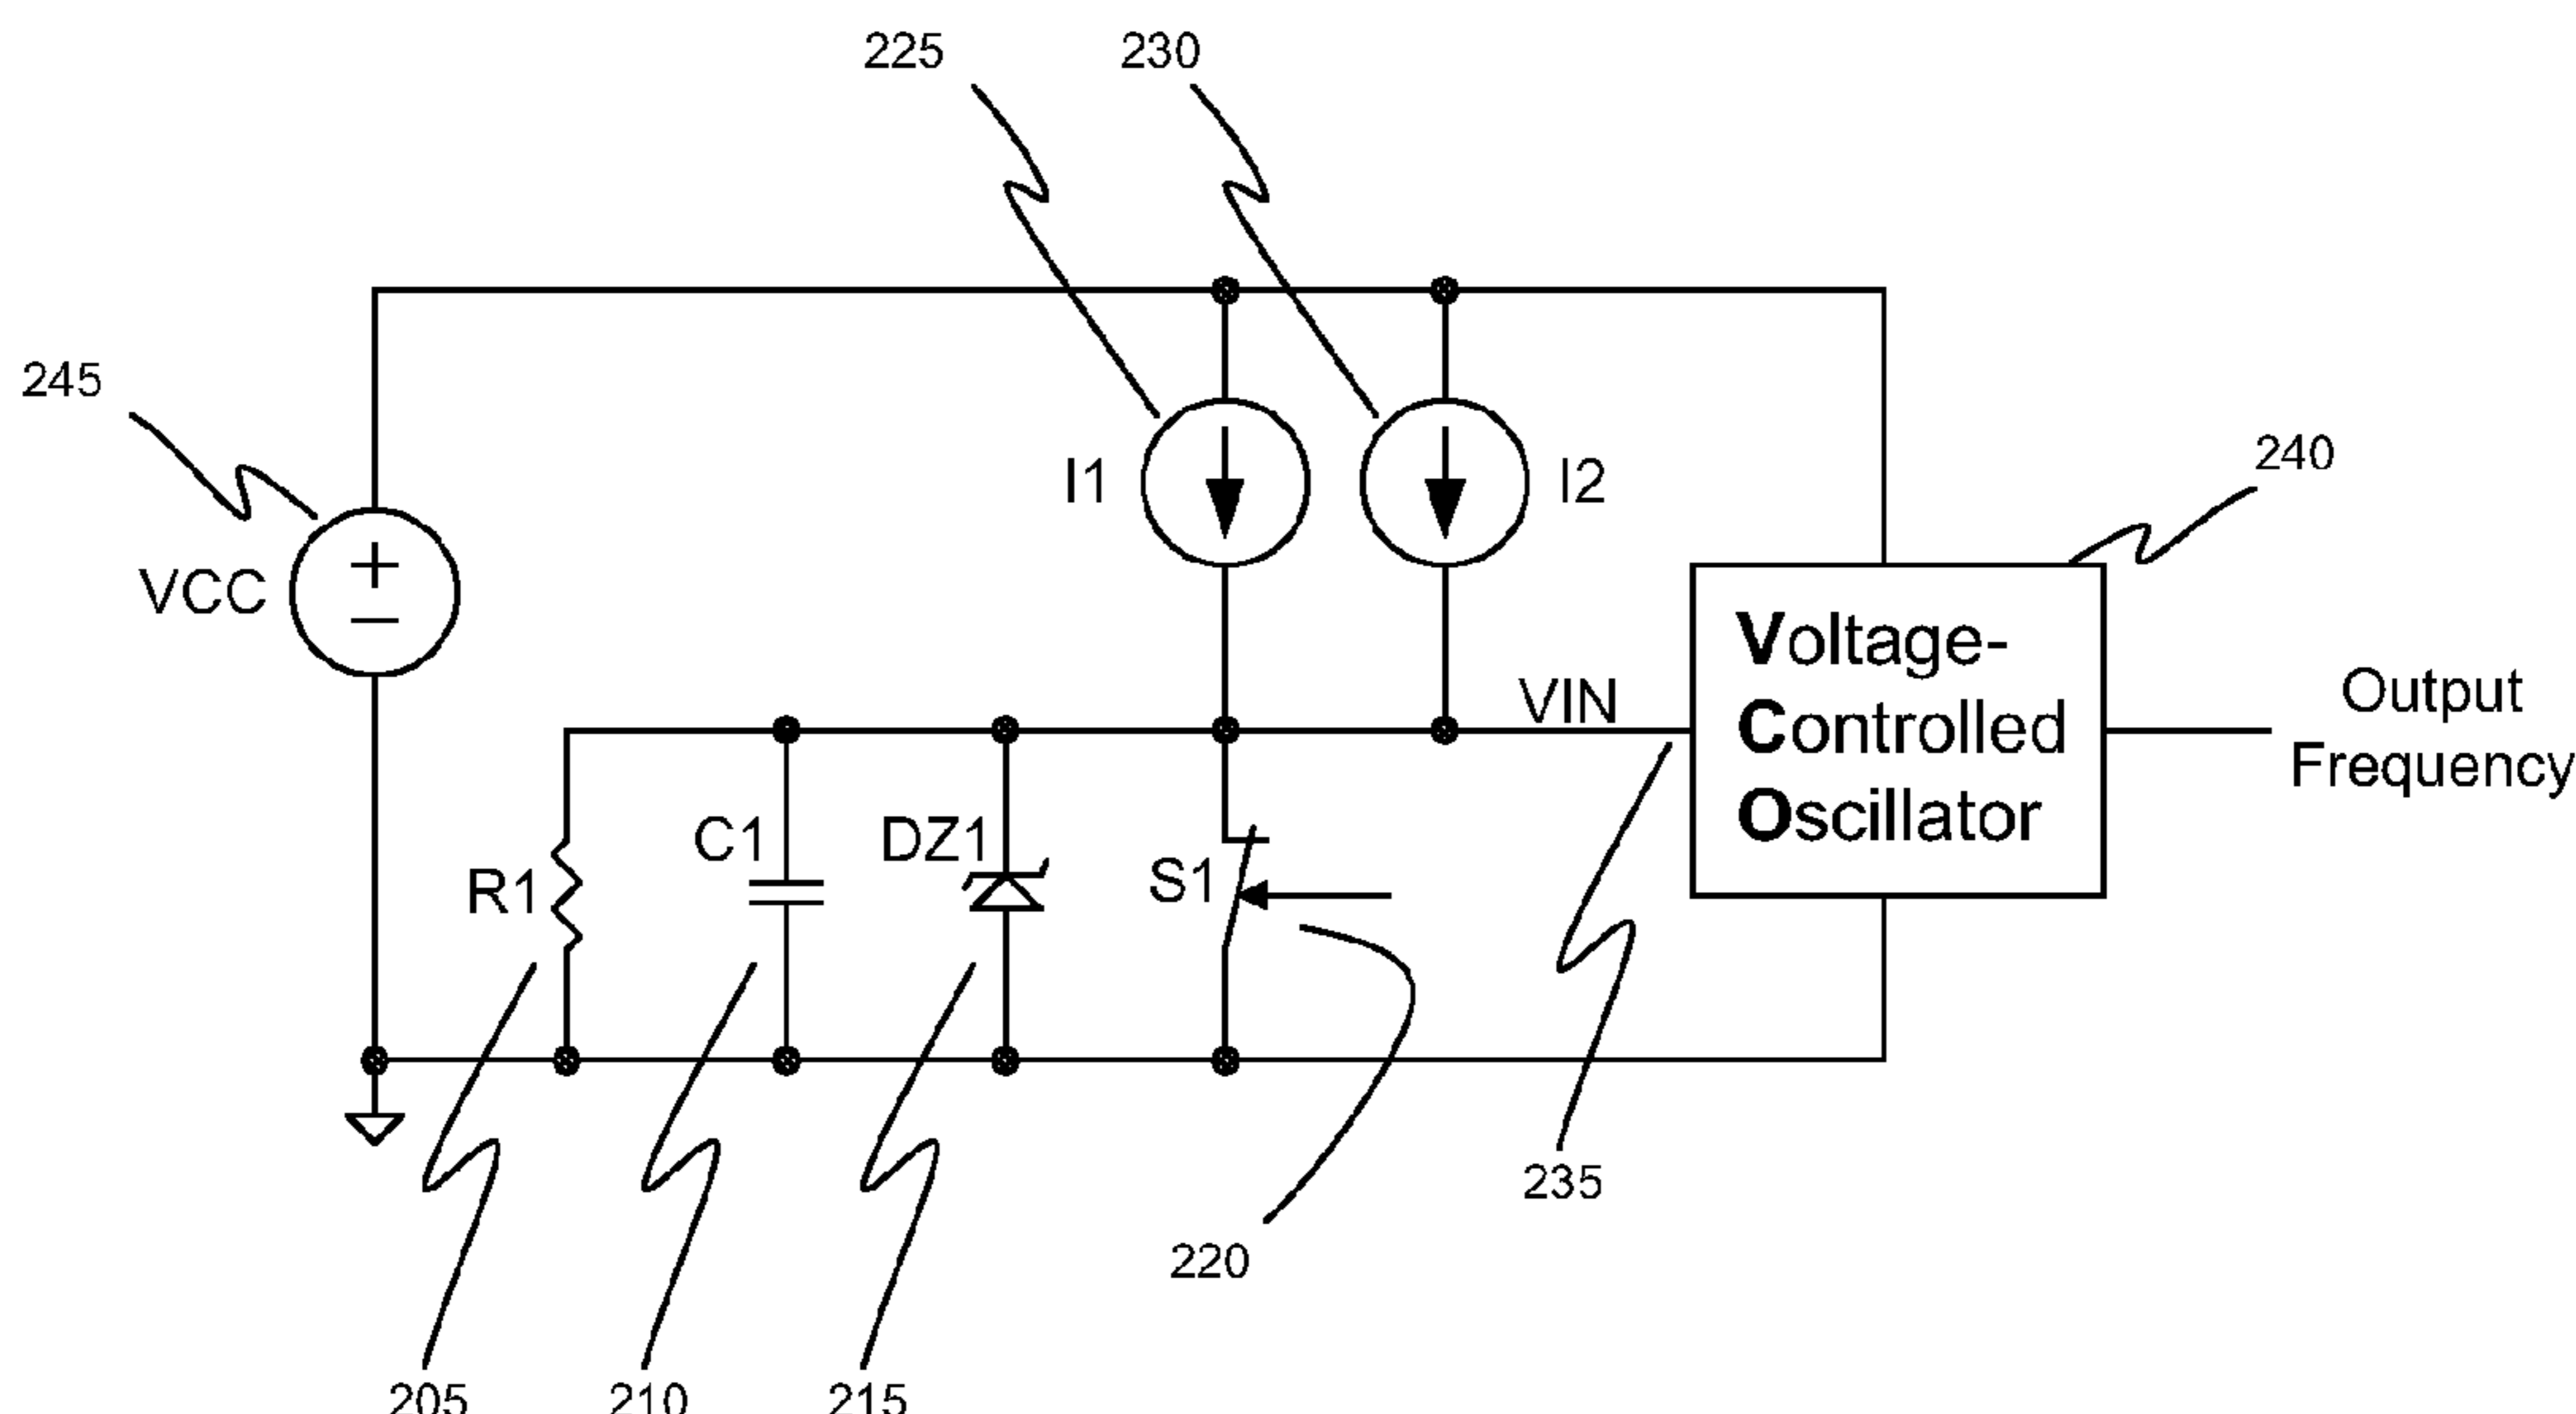 225
230
245
I1
I2
240
VCC
Voltage-
Controlled
Oscillator
VIN
Output
Frequency
R1
C1
DZ1
S1
235
220
205
210
215